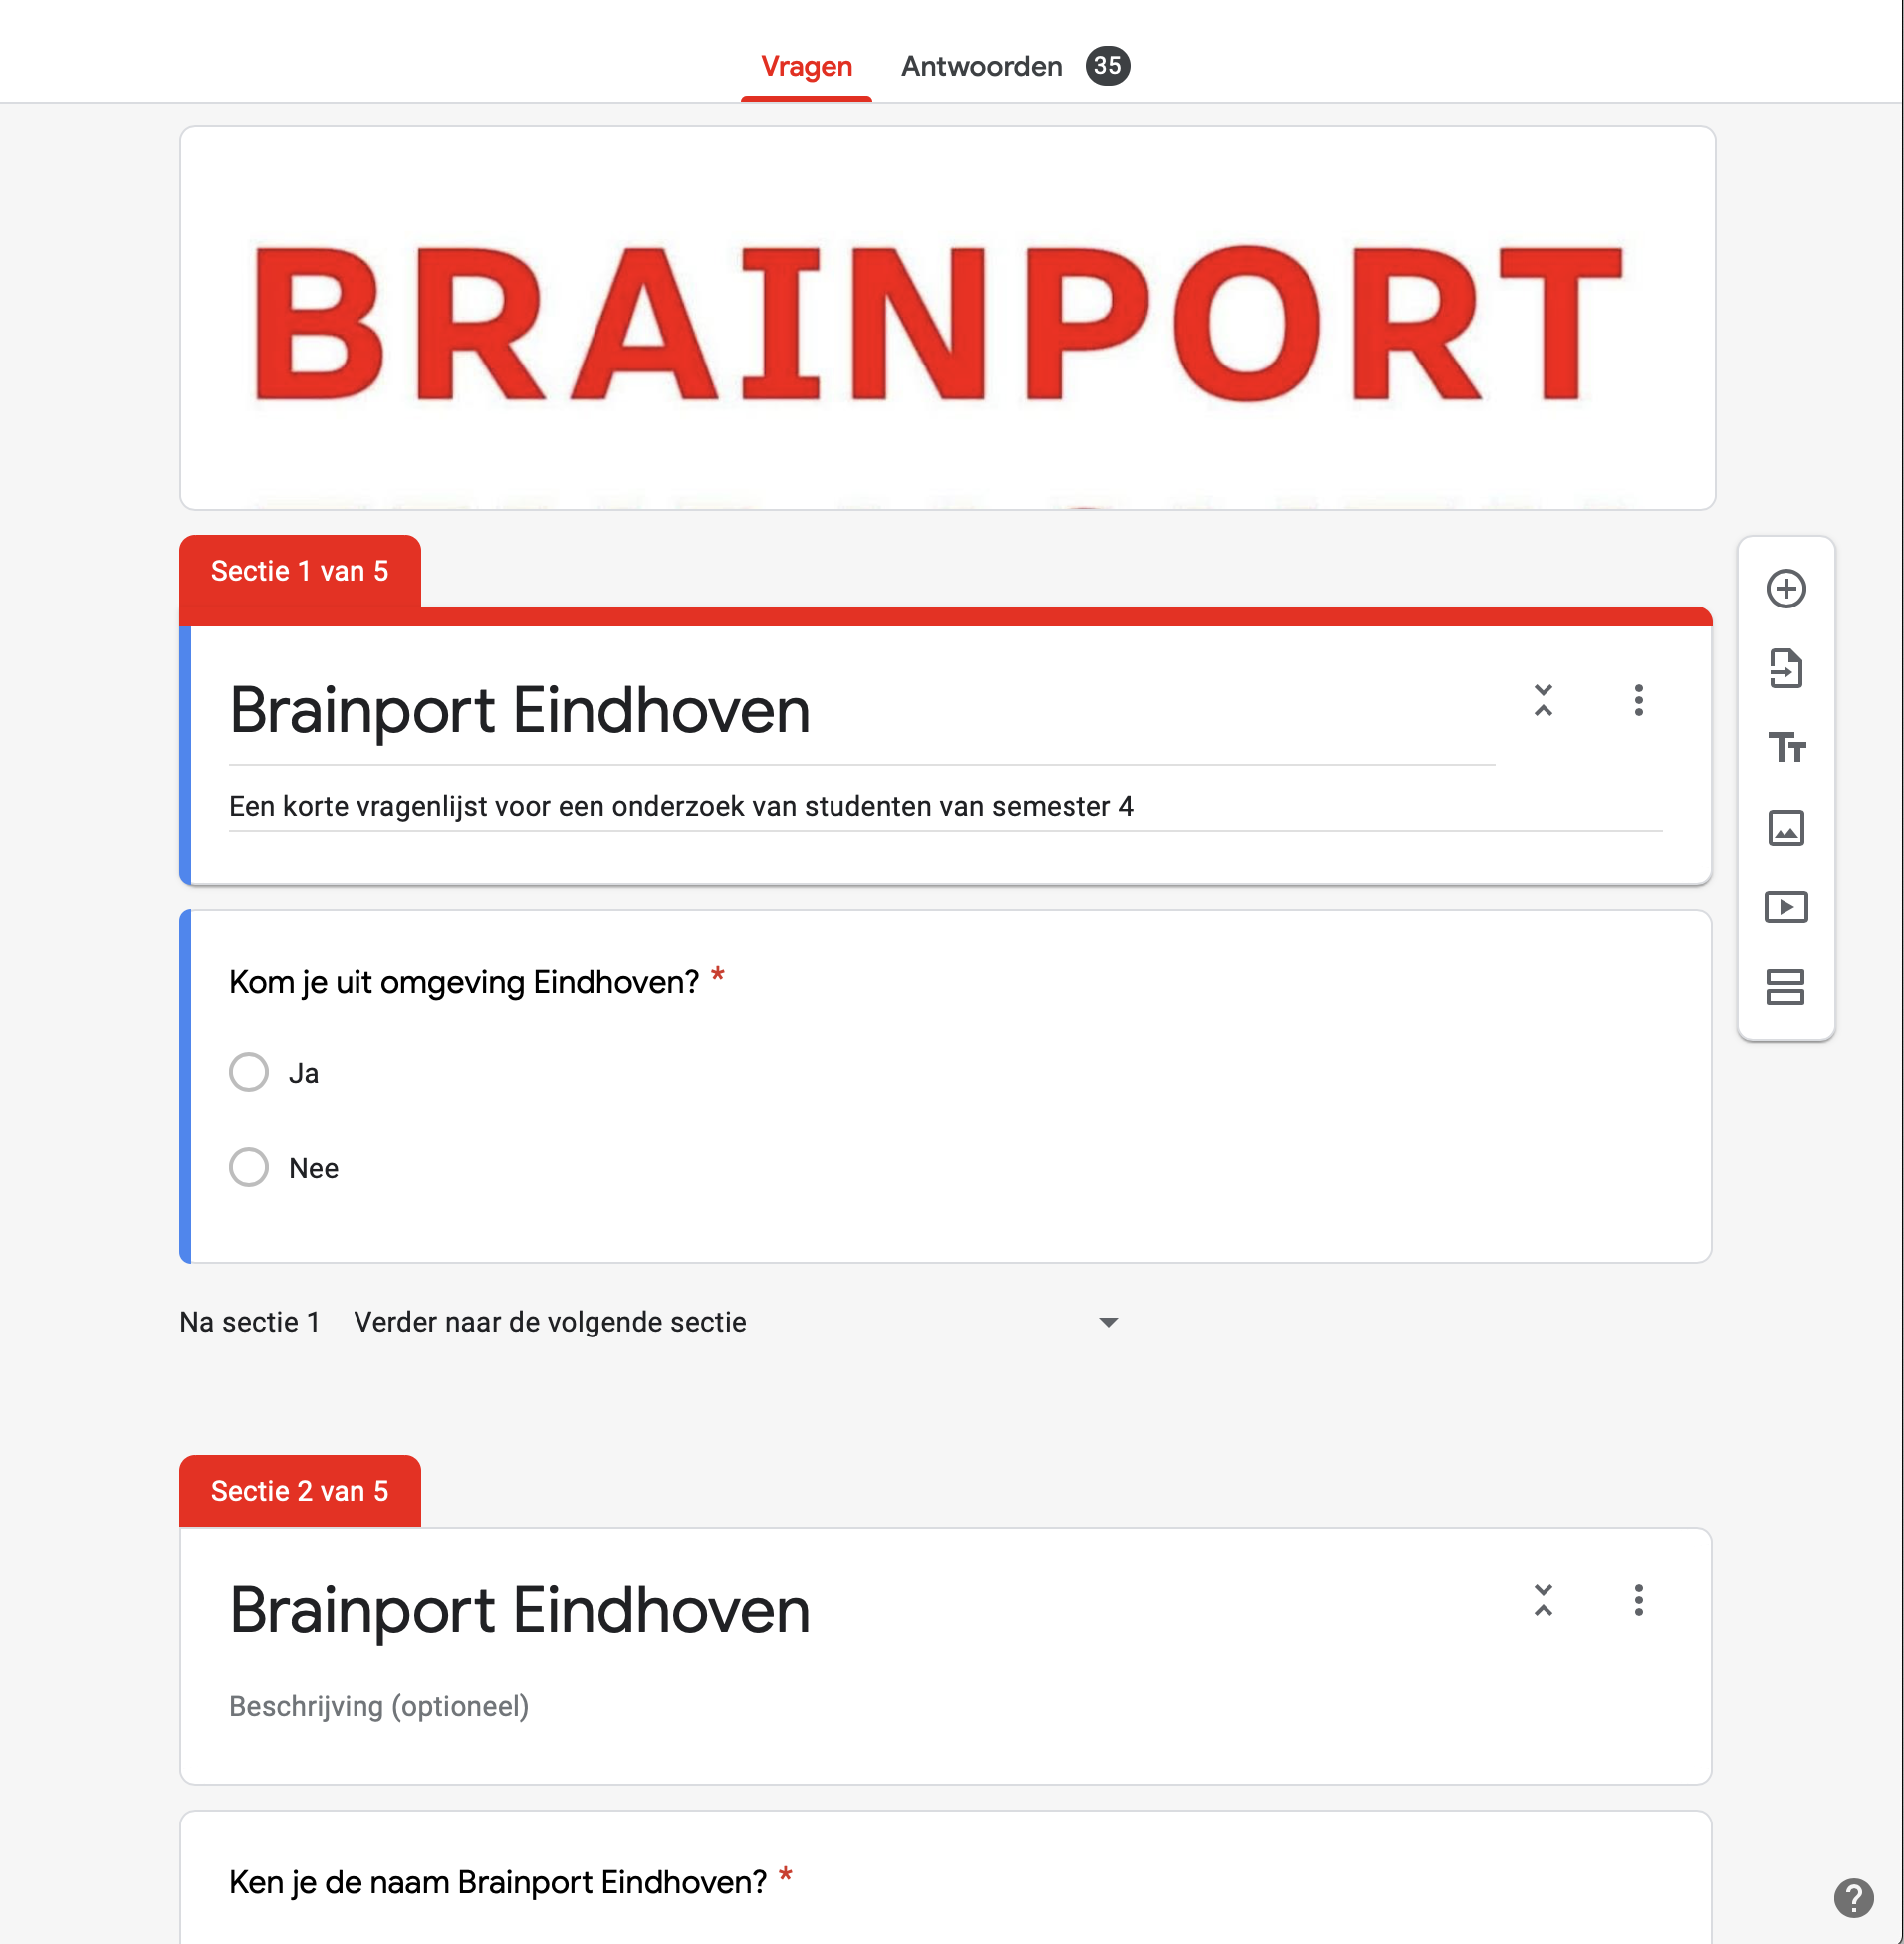 Vragen Antwoorden 35
BRAINPORT
Sectie 1 van 5
Brainport Eindhoven
Een korte vragenlijst voor een onderzoek van studenten van semester 4
Kom je uit omgeving Eindhoven? *
Ja
Nee
Na sectie 1 Verder naar de volgende sectie
Sectie 2 van 5
Brainport Eindhoven
Beschrijving (optioneel)
Ken je de naam Brainport Eindhoven? *